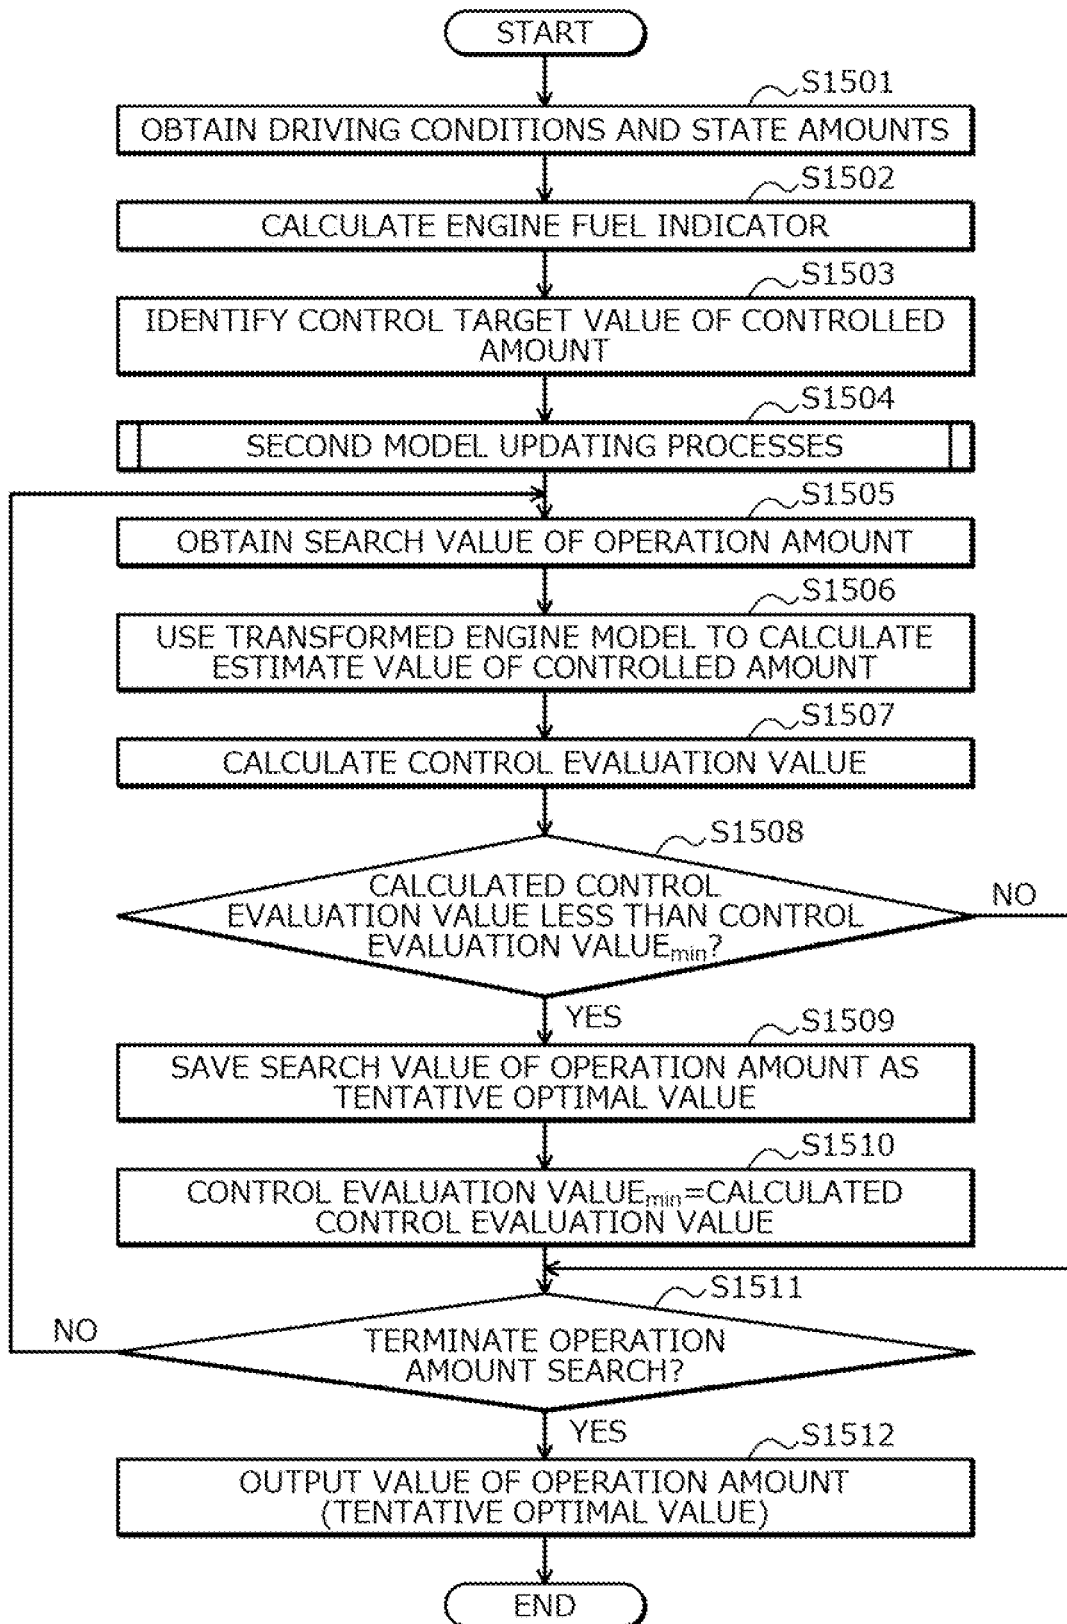 START
S1501
OBTAIN DRIVING CONDITIONS AND STATE AMOUNTS
S1502
CALCULATE ENGINE FUEL INDICATOR
S1503
IDENTIFY CONTROL TARGET VALUE OF CONTROLLED
AMOUNT
S1504
SECOND MODEL UPDATING PROCESSES
S1505
OBTAIN SEARCH VALUE OF OPERATION AMOUNT
S1506
USE TRANSFORMED ENGINE MODEL TO CALCULATE
ESTIMATE VALUE OF CONTROLLED AMOUNT
S1507
CALCULATE CONTROL EVALUATION VALUE
S1508
CALCULATED CONTROL
EVALUATION VALUE LESS THAN CONTROL
EVALUATION VALUEmin?
NO
YES
S1509
SAVE SEARCH VALUE OF OPERATION AMOUNT AS
TENTATIVE OPTIMAL VALUE
S1510
CONTROL EVALUATION VALUEmin=CALCULATED
CONTROL EVALUATION VALUE
S1511
NO
TERMINATE OPERATION
AMOUNT SEARCH?
YES
S1512
OUTPUT VALUE OF OPERATION AMOUNT
(TENTATIVE OPTIMAL VALUE)
END